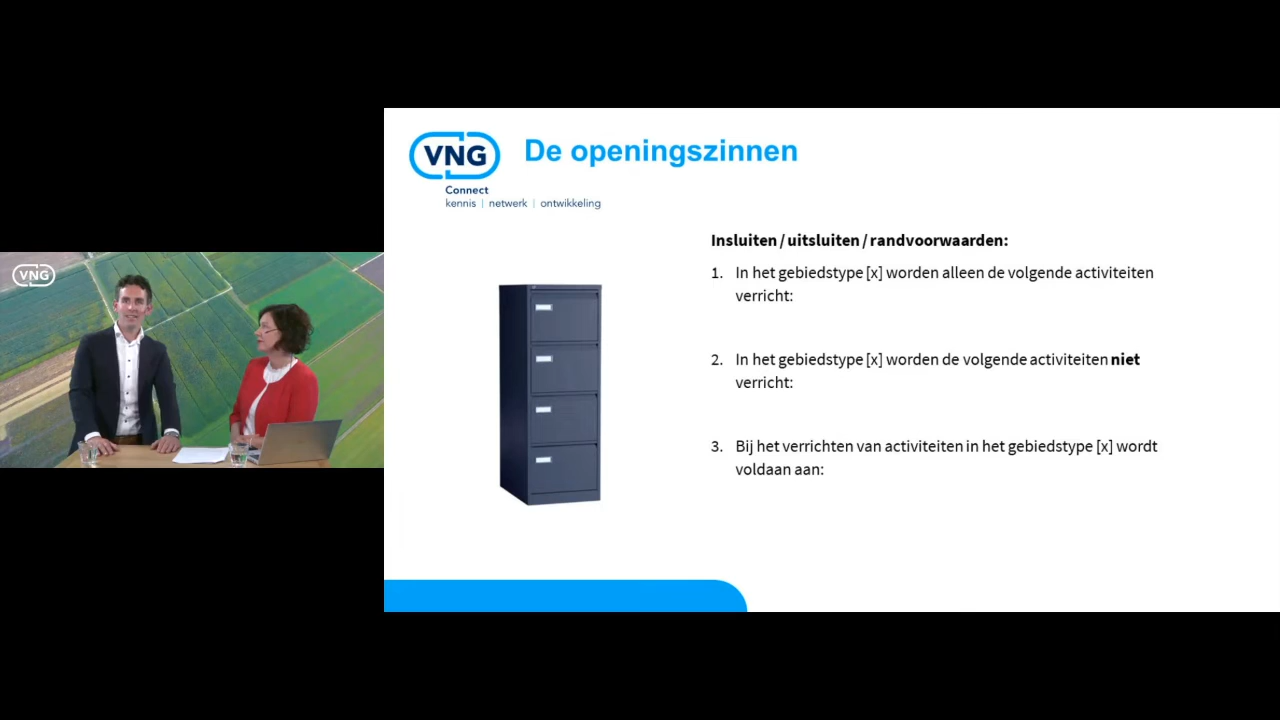 VNG
VNG
Connect
kennis | netwerk | ontwikkeling
De openingszinnen
Insluiten / uitsluiten / randvoorwaarden:
1. In het gebiedstype [x] worden alleen de volgende activiteiten
verricht:
2. In het gebiedstype [x] worden de volgende activiteiten niet
verricht:
3. Bij het verrichten van activiteiten in het gebiedstype [x] wordt
voldaan aan: